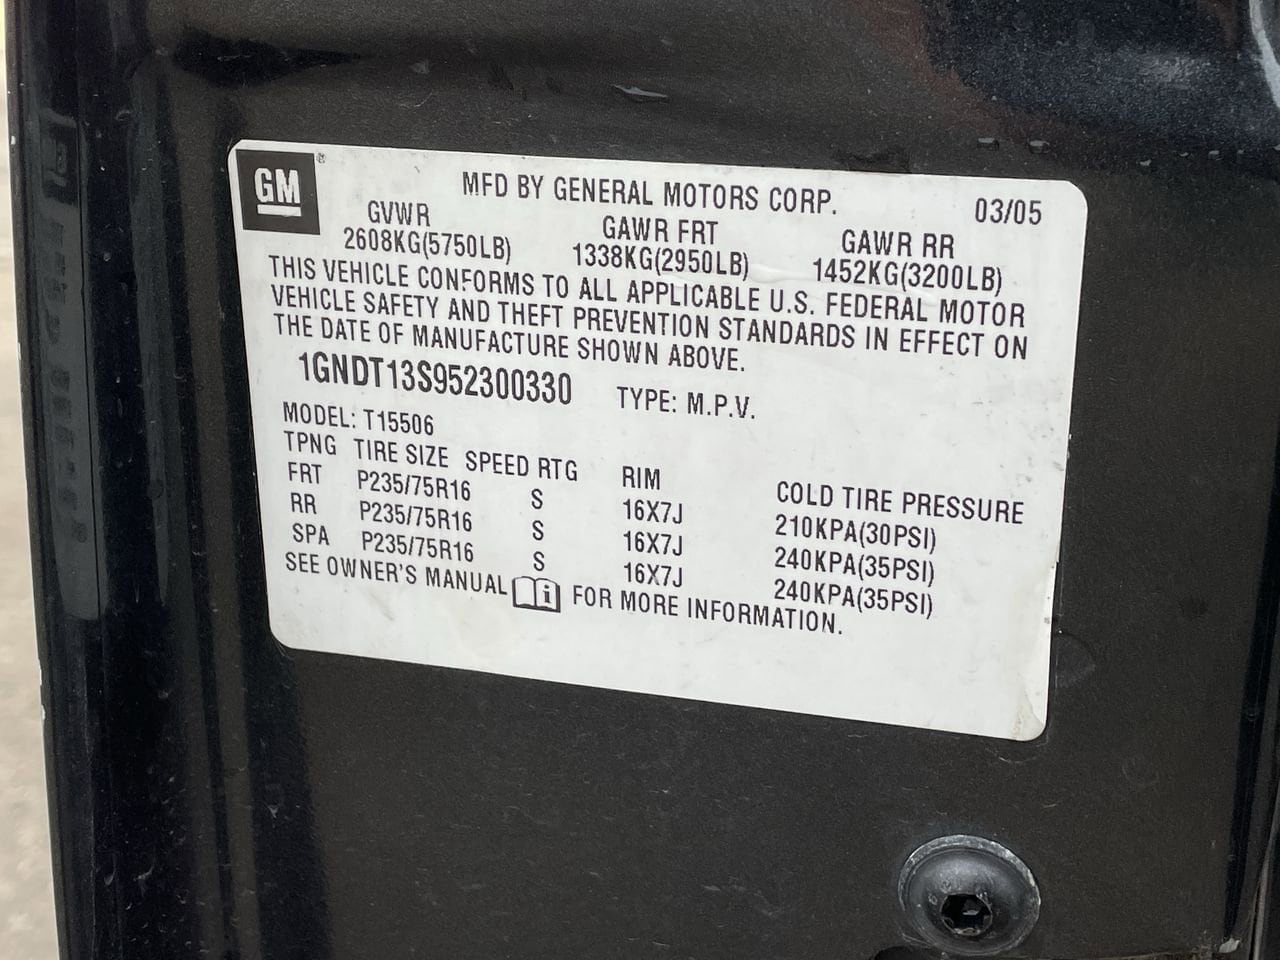 GM ®
MFD BY GENERAL MOTORS CORP. 03/05
GVWR GAWR FRT GAWR RR
2608KG(5750LB) 1338KG(2950LB) 1452KG(3200LB)
THIS VEHICLE CONFORMS TO ALL APPLICABLE U.S. FEDERAL MOTOR
VEHICLE SAFETY AND THEFT PREVENTION STANDARDS IN EFFECT ON
THE DATE OF MANUFACTURE SHOWN ABOVE.
1GNDT13S952300330 TYPE: M.P.V.
MODEL: T15506
TPNG TIRE SIZE SPEED RTG RIM COLD TIRE PRESSURE
FRT P235/75R16 S 16X7J 210KPA(30PSI)
RR P235/75R16 S 16X7J 240KPA(35PSI)
SPA P235/75R16 S 16X7J 240KPA(35PSI)
SEE OWNER'S MANUAL FOR MORE INFORMATION.